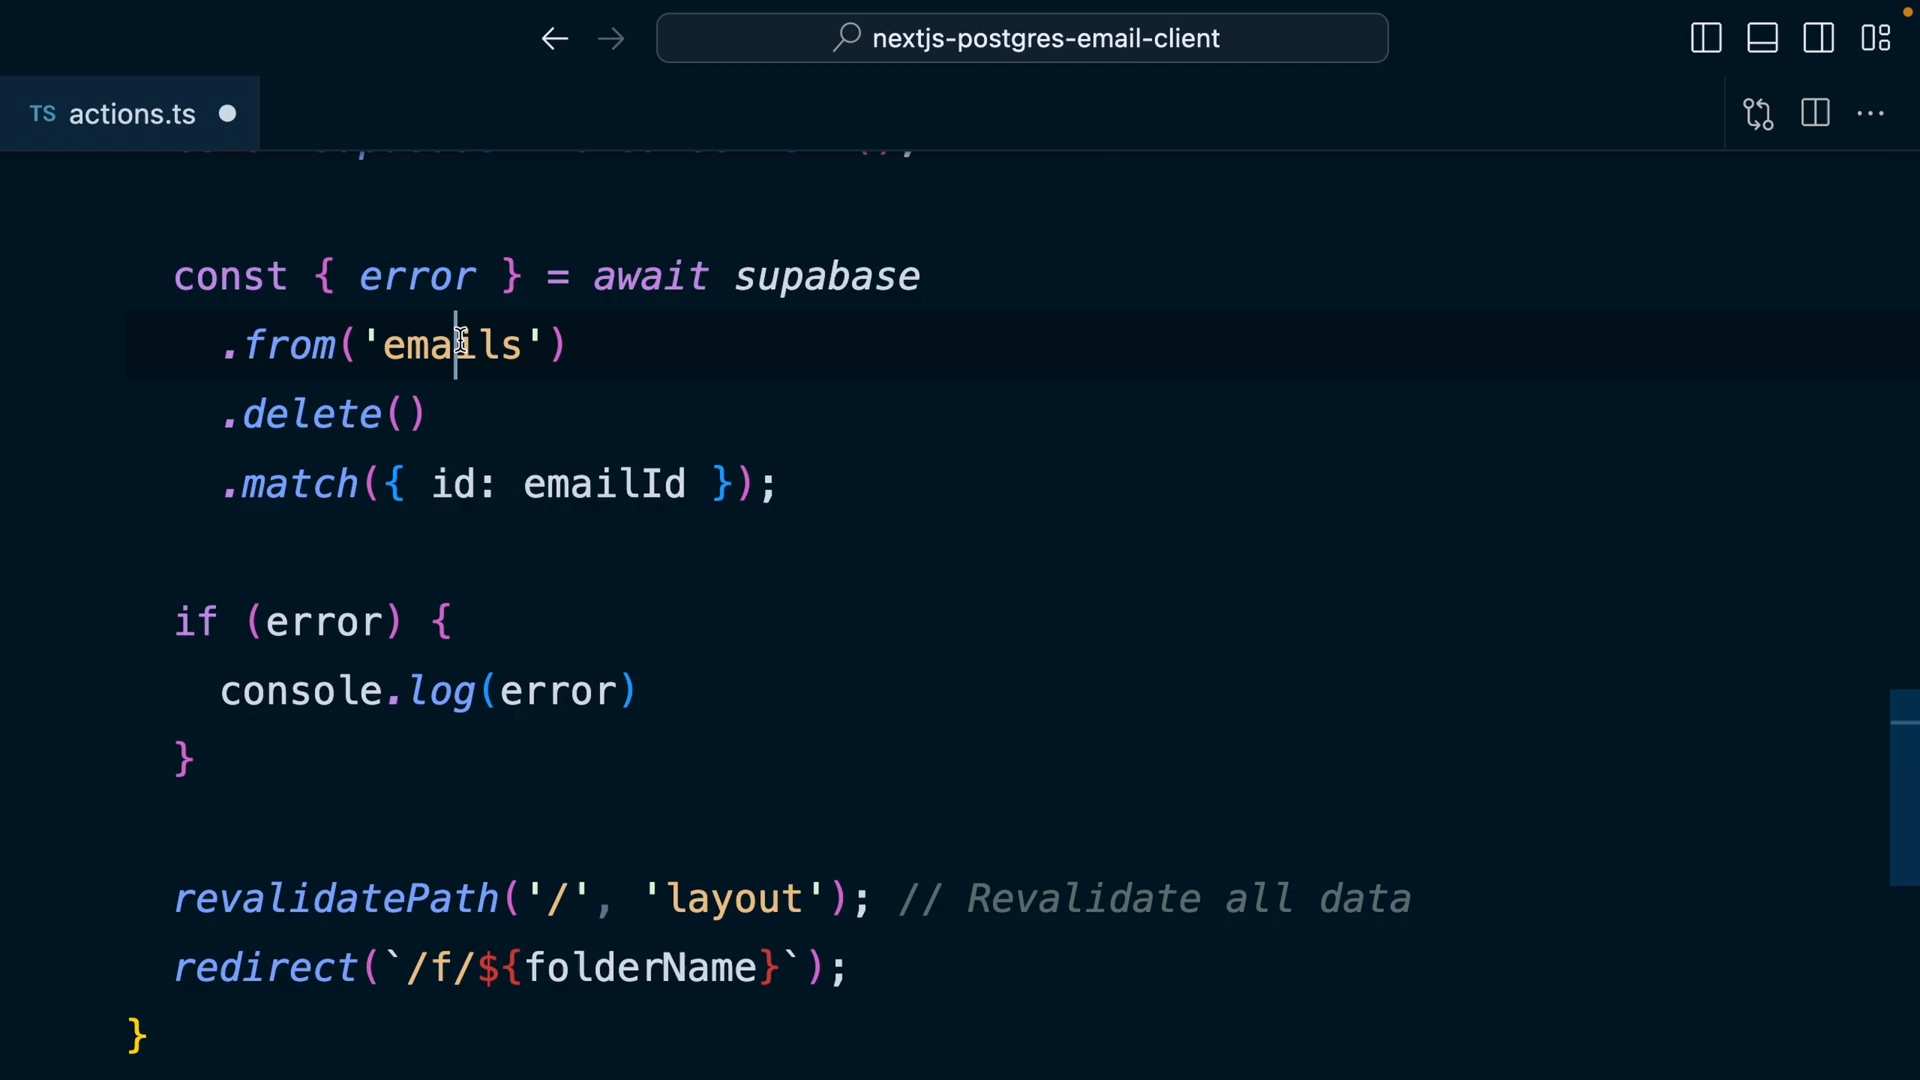 nextjs-postgres-email-client
TS actions.ts
const { error } = await supabase
.from('emails')
.delete()
.match({ id: emailId });
if (error) {
console.log(error)
}
revalidatePath('/', 'layout'); // Revalidate all data
redirect(`/f/${folderName}`);
}